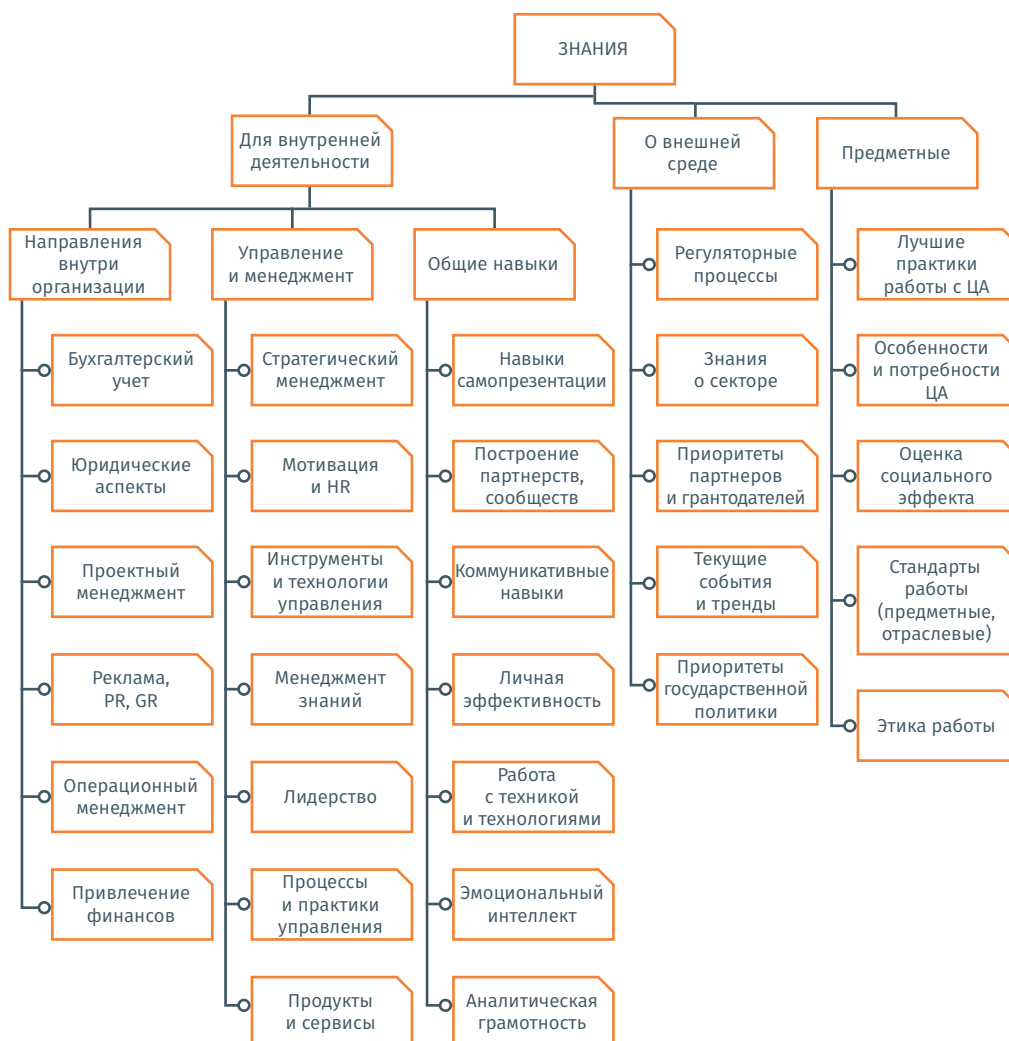 ЗНАНИЯ
Для внутренней
деятельности
О внешней
среде
Предметные
Направления
внутри
организации
Управление
и менеджмент
Общие навыки
Бухгалтерский
учет
Юридические
аспекты
Проектный
менеджмент
Реклама,
PR, GR
Операционный
менеджмент
Привлечение
финансов
Стратегический
менеджмент
Мотивация
и HR
Инструменты
и технологии
управления
Менеджмент
знаний
Лидерство
Процессы
и практики
управления
Продукты
и сервисы
Навыки
самопрезентации
Построение
партнерств,
сообществ
Коммуникативные
навыки
Личная
эффективность
Работа
с техникой
и технологиями
Эмоциональный
интеллект
Аналитическая
грамотность
Регуляторные
процессы
Знания
о секторе
Приоритеты
партнеров
и грантодателей
Текущие
события
и тренды
Приоритеты
государственной
политики
Лучшие
практики
работы с ЦА
Особенности
и потребности
ЦА
Оценка
социального
эффекта
Стандарты
работы
(предметные,
отраслевые)
Этика работы